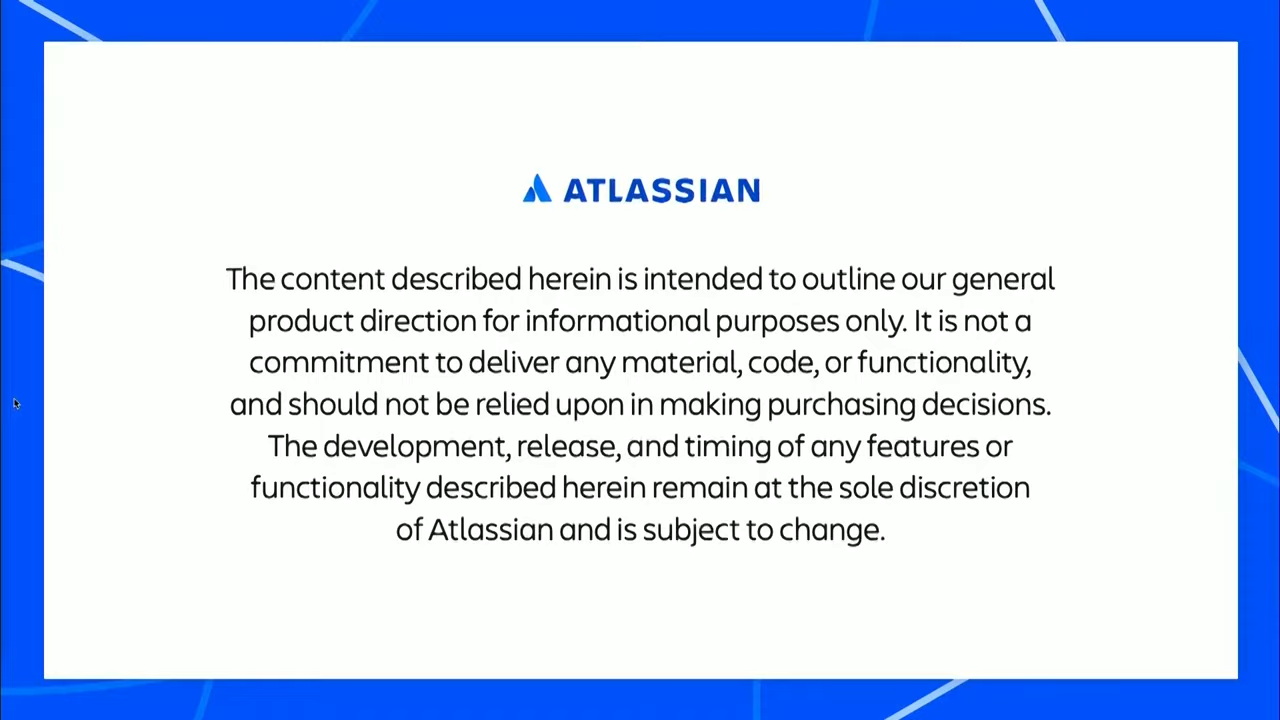 ATLASSIAN
The content described herein is intended to outline our general
product direction for informational purposes only. It is not a
commitment to deliver any material, code, or functionality,
and should not be relied upon in making purchasing decisions.
The development, release, and timing of any features or
functionality described herein remain at the sole discretion
of Atlassian and is subject to change.